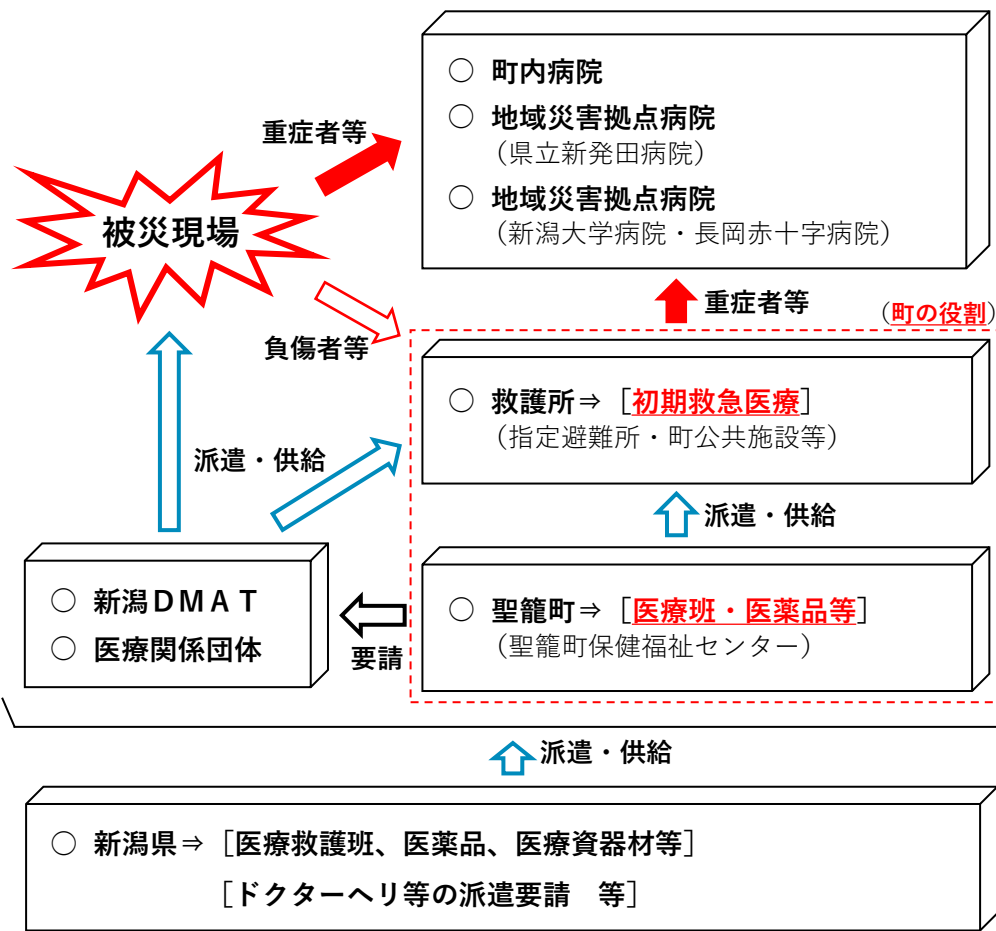 ○ 町内病院
○ 地域災害拠点病院
（県立新発田病院）
○ 地域災害拠点病院
（新潟大学病院・長岡赤十字病院）
重症者等
被災現場
重症者等
（町の役割）
負傷者等
○ 救護所⇒［初期救急医療］
（指定避難所・町公共施設等）
派遣・供給
派遣・供給
○ 新潟ＤＭＡＴ
○ 医療関係団体
要請
○ 聖籠町⇒［医療班・医薬品等］
（聖籠町保健福祉センター）
派遣・供給
○ 新潟県⇒［医療救護班、医薬品、医療資器材等］
［ドクターヘリ等の派遣要請　等］